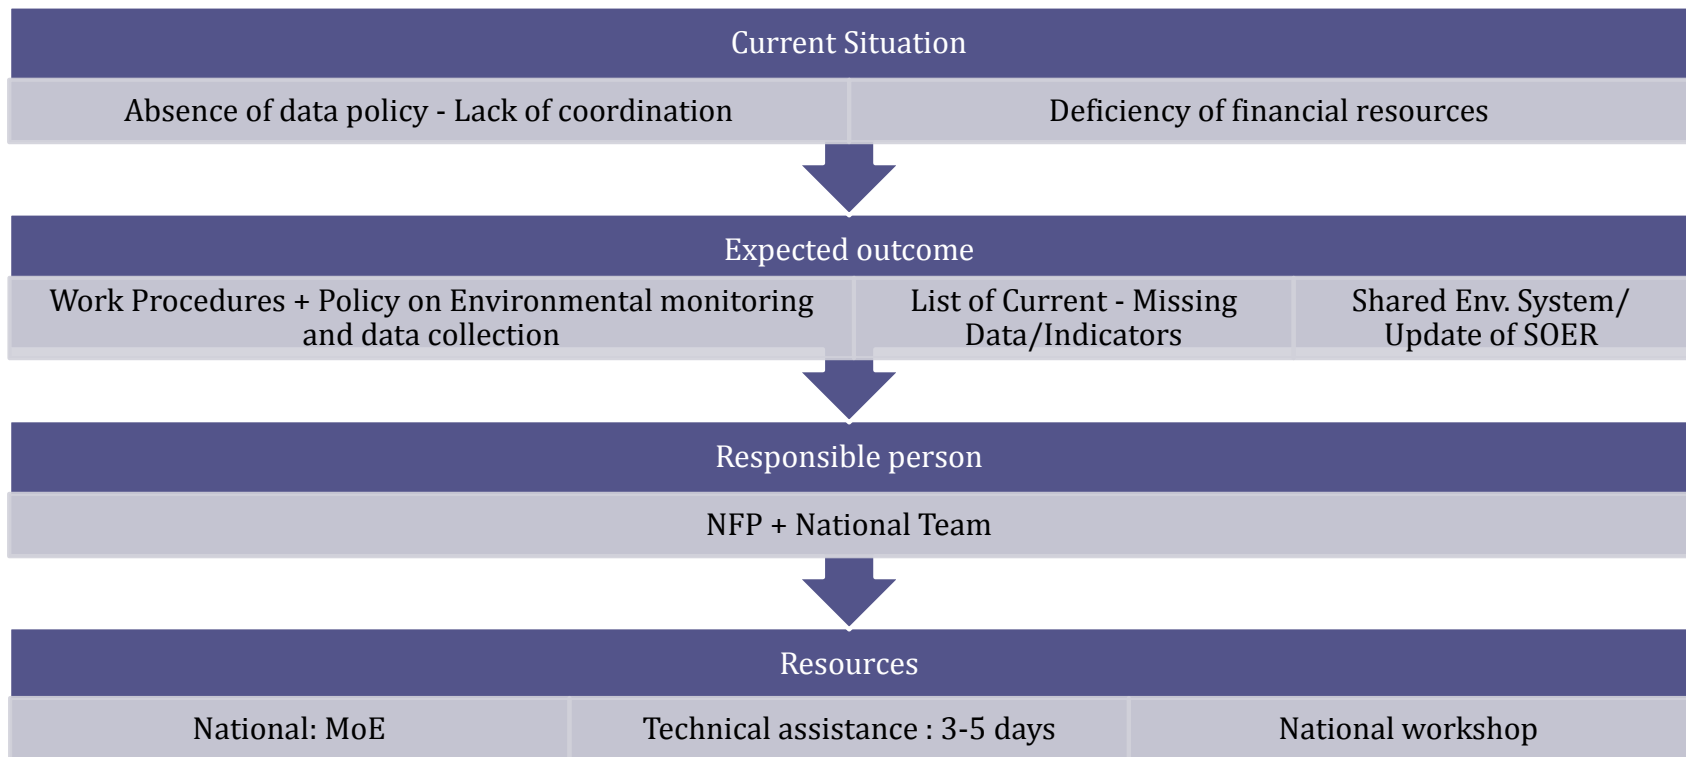 Current Situation
Absence of data policy - Lack of coordination
Deficiency of financial resources
Expected outcome
Work Procedures + Policy on Environmental monitoring
and data collection
List of Current - Missing
Data/Indicators
Shared Env. System/
Update of SOER
Responsible person
NFP + National Team
Resources
National: MoE
Technical assistance : 3-5 days
National workshop